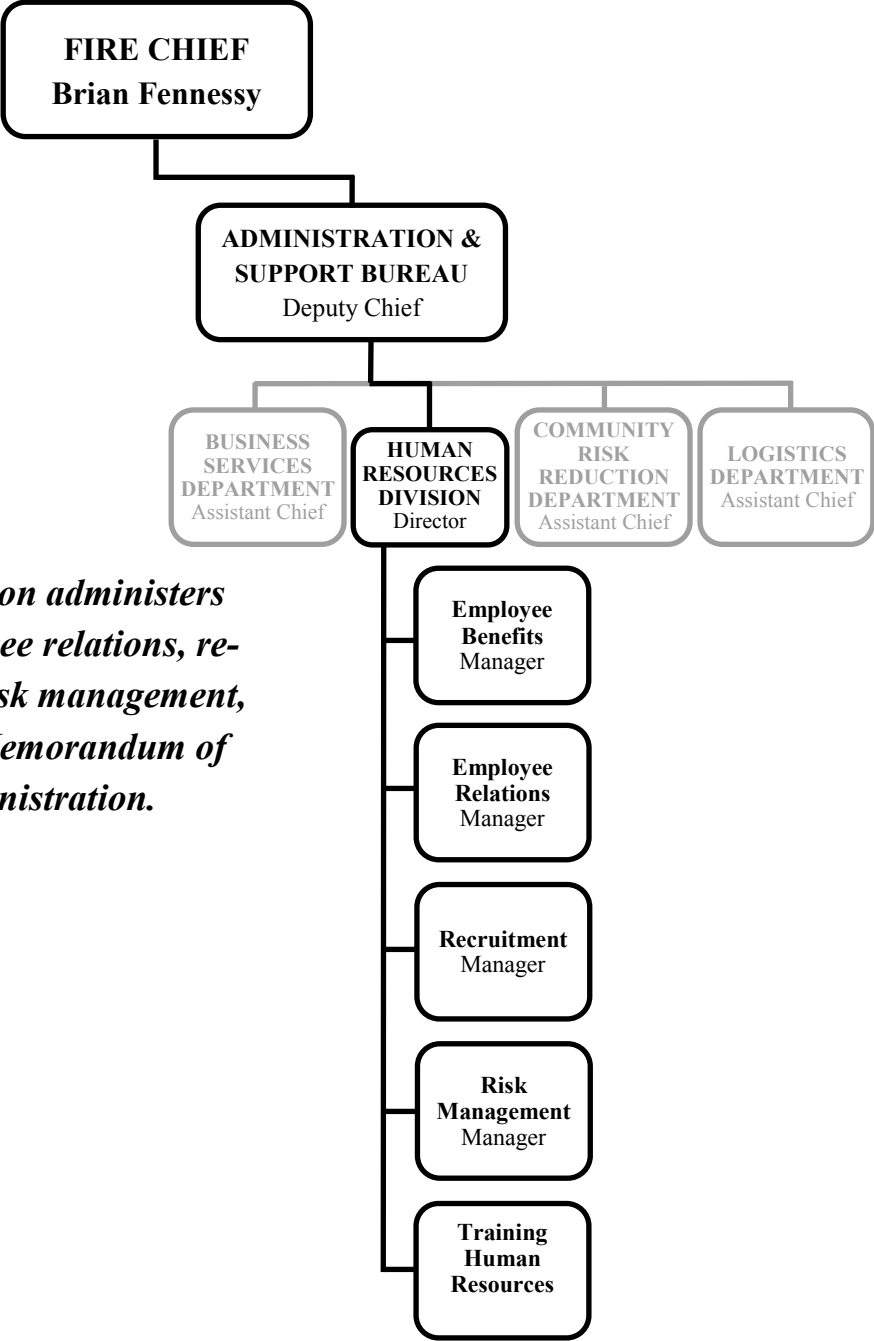 FIRE CHIEF
Brian Fennessy
ADMINISTRATION &
SUPPORT BUREAU
Deputy Chief
BUSINESS
SERVICES
DEPARTMENT
Assistant Chief
HUMAN
RESOURCES
DIVISION
Director
COMMUNITY
RISK
REDUCTION
DEPARTMENT
Assistant Chief
LOGISTICS
DEPARTMENT
Assistant Chief
on administers
ee relations, re-
sk management,
emorandum of
nistration.
Employee
Benefits
Manager
Employee
Relations
Manager
Recruitment
Manager
Risk
Management
Manager
Training
Human
Resources